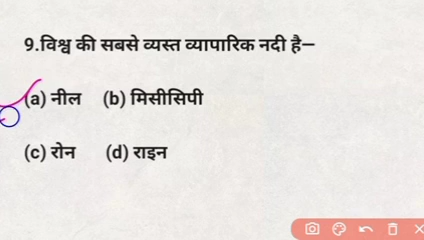 9.विश्व की सबसे व्यस्त व्यापारिक नदी है—
(a) नील (b) मिसीसिपी
(c) रोन (d) राइन